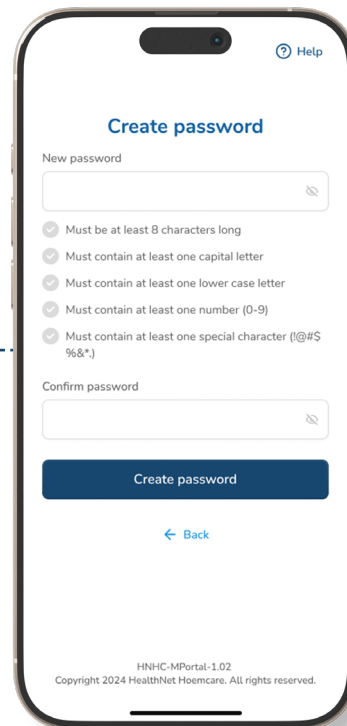 Help
Create password
New password
Must be at least 8 characters long
Must contain at least one capital letter
Must contain at least one lower case letter
Must contain at least one number (0-9)
Must contain at least one special character (!@#$
%&*.)
Confirm password
Create password
Back
HNHC-MPortal-1.02
Copyright 2024 HealthNet Hoemcare. All rights reserved.